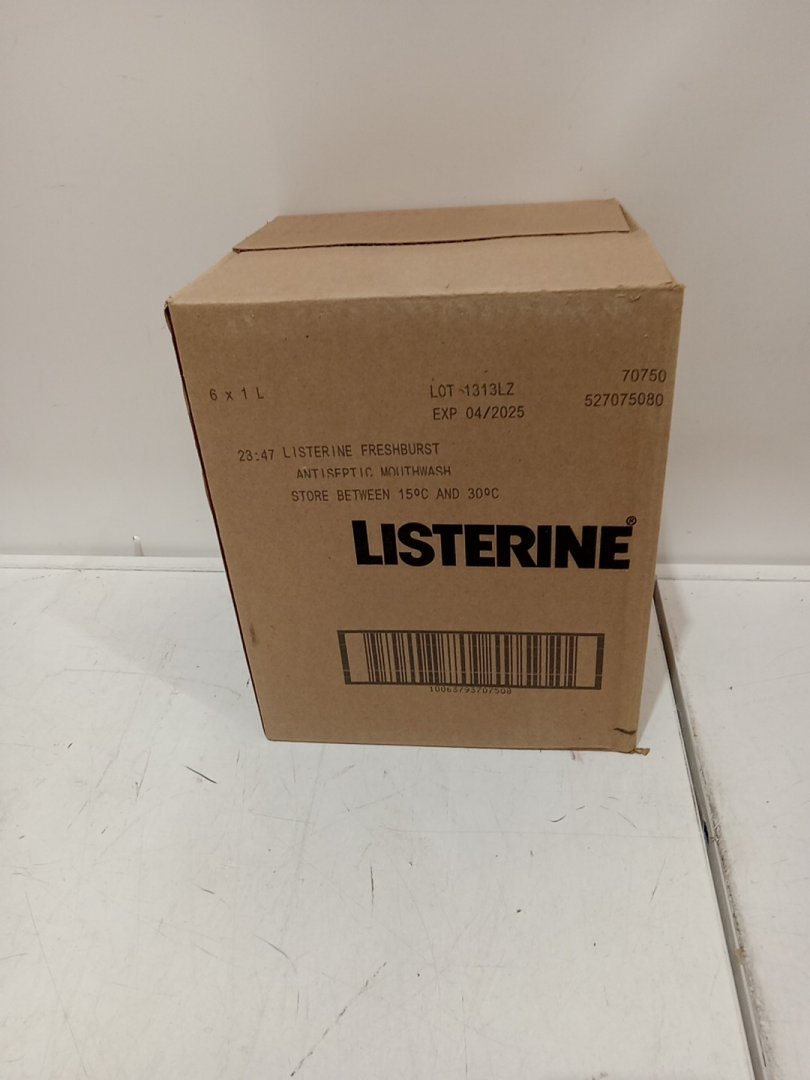 6 x 1 L
LOT 1313LZ
70750
EXP 04/2025
527075080
23:47 LISTERINE FRESHBURST
ANTISEPTIC MOUTHWASH
STORE BETWEEN 15ºC AND 30ºC
LISTERINE®
10063793707508